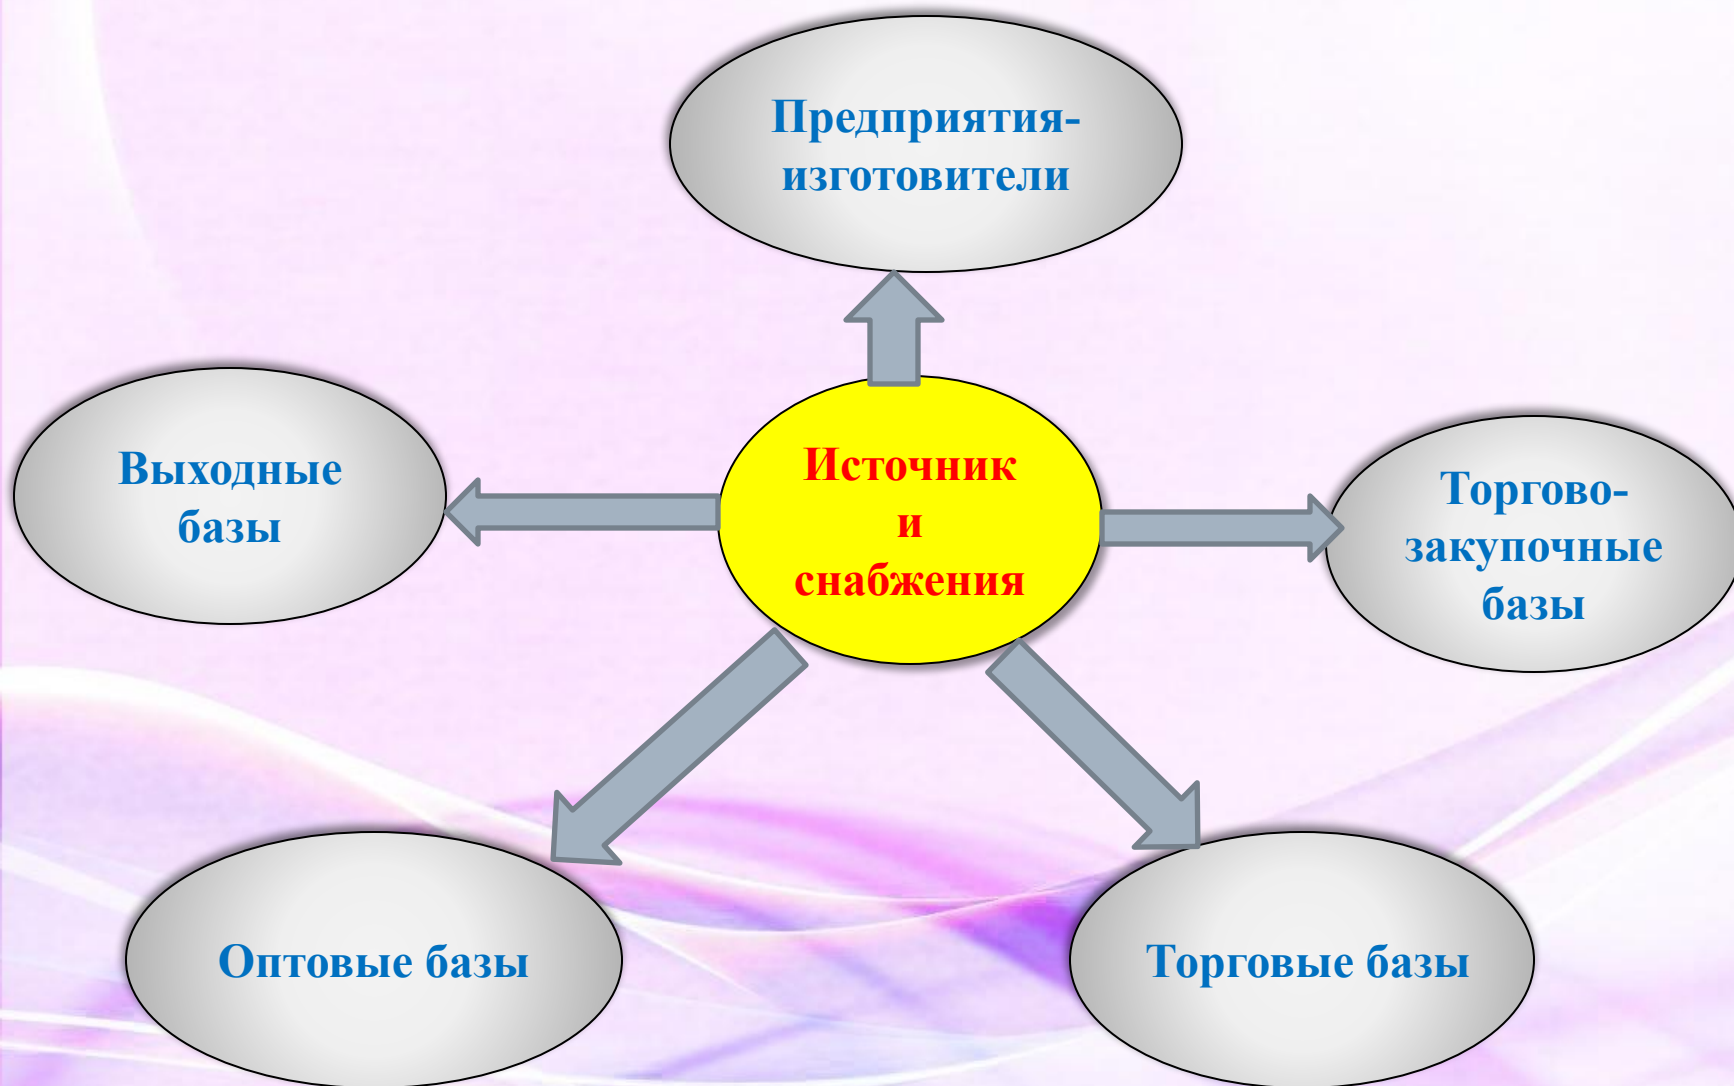 Предприятия-
изготовители
Выходные
базы
Источник
и
снабжения
Торгово-
закупочные
базы
Оптовые базы
Торговые базы